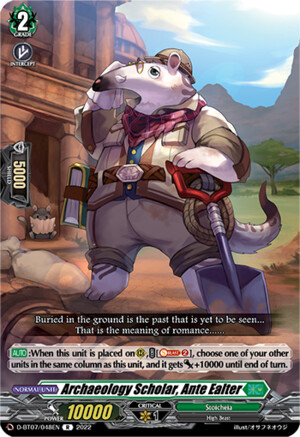 2
GRADE
INTERCEPT
5000
SHIELD
Buried in the ground is the past that is yet to be seen...
That is the meaning of romance......
AUTO:When this unit is placed on R [BLAST 2], choose one of your other
units in the same column as this unit, and it gets +10000 until end of turn.
NORMAL UNIT
Archaeology Scholar, Ante Ealter
POWER 10000
CRITICAL 1
Stoicheia
High Beast
D-BT07/048EN R 2022
illust/オサフネオウジ